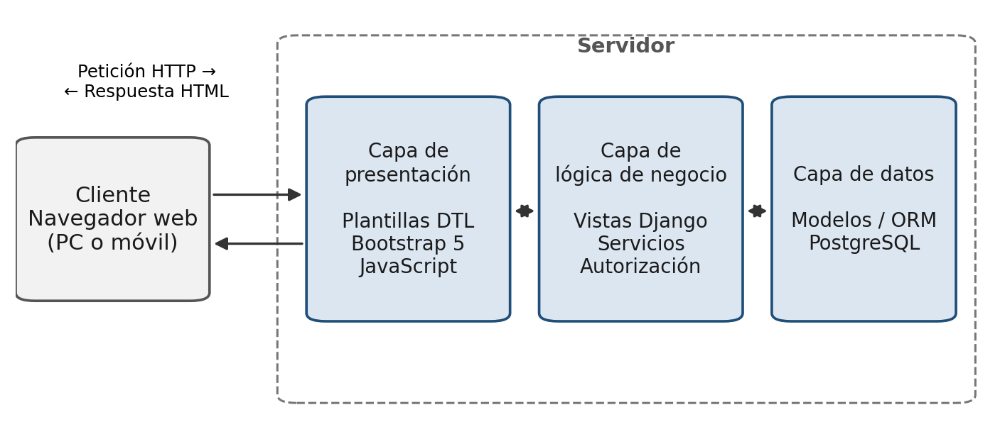 Servidor
Petición HTTP →
← Respuesta HTML
Cliente
Navegador web
(PC o móvil)
Capa de
presentación
Plantillas DTL
Bootstrap 5
JavaScript
Capa de
lógica de negocio
Vistas Django
Servicios
Autorización
Capa de datos
Modelos / ORM
PostgreSQL